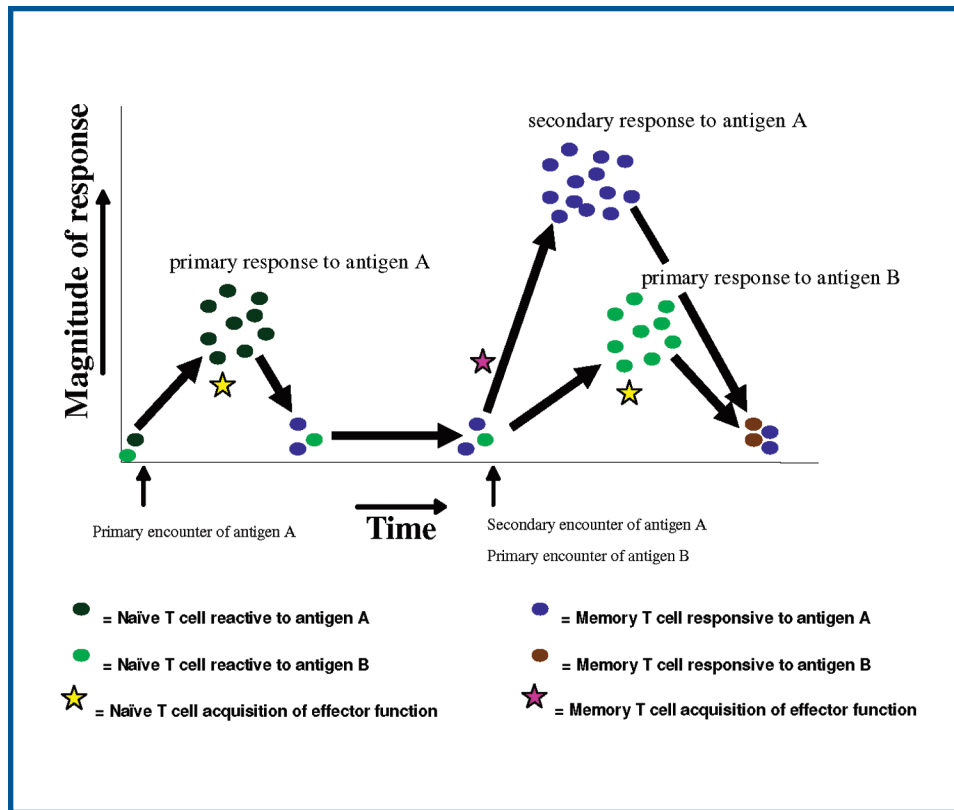 secondary response to antigen A
primary response to antigen A
primary response to antigen B
Magnitude of response
Primary encounter of antigen A
Time
Secondary encounter of antigen A
Primary encounter of antigen B
= Naïve T cell reactive to antigen A
= Naïve T cell reactive to antigen B
= Naïve T cell acquisition of effector function
= Memory T cell responsive to antigen A
= Memory T cell responsive to antigen B
= Memory T cell acquisition of effector function